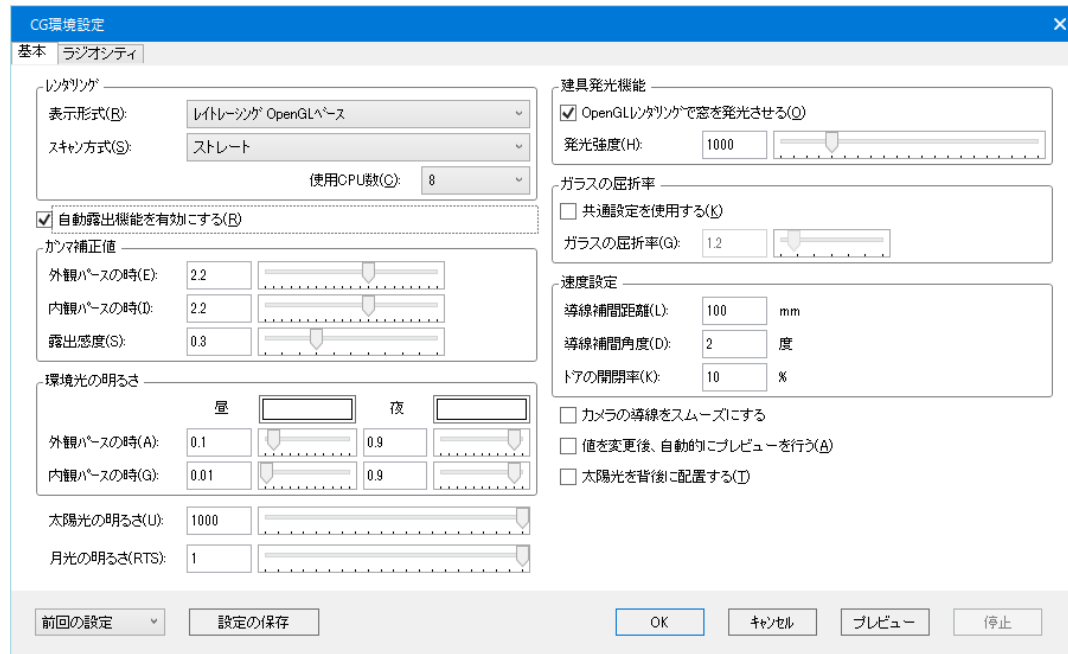 CG環境設定
基本 ラジオシティ
ﾚﾝﾀﾘﾝｸﾞ
表示形式(R): ﾚｲﾄﾚｰｼﾝｸﾞ OpenGLﾍﾞｰｽ
ｽｷｬﾝ方式(S): ストレート
使用CPU数(C): 8
自動露出機能を有効にする(R)
ｶﾞﾝﾏ補正値
外観ﾊﾟｰｽの時(E): 2.2
内観ﾊﾟｰｽの時(I): 2.2
露出感度(S): 0.3
環境光の明るさ
昼 夜
外観ﾊﾟｰｽの時(A): 0.1 0.9
内観ﾊﾟｰｽの時(G): 0.01 0.9
太陽光の明るさ(U): 1000
月光の明るさ(RTS): 1
建具発光機能
OpenGLﾚﾝﾀﾞﾘﾝｸﾞで窓を発光させる(O)
発光強度(H): 1000
ガラスの屈折率
共通設定を使用する(K)
ガラスの屈折率(G): 1.2
速度設定
導線補間距離(L): 100 mm
導線補間角度(D): 2 度
ﾄﾞｱの開閉率(K): 10 %
カメラの導線をスムーズにする
値を変更後、自動的にプレビューを行う(A)
太陽光を背後に配置する(T)
前回の設定 設定の保存 OK ｷｬﾝｾﾙ プレビュー 停止